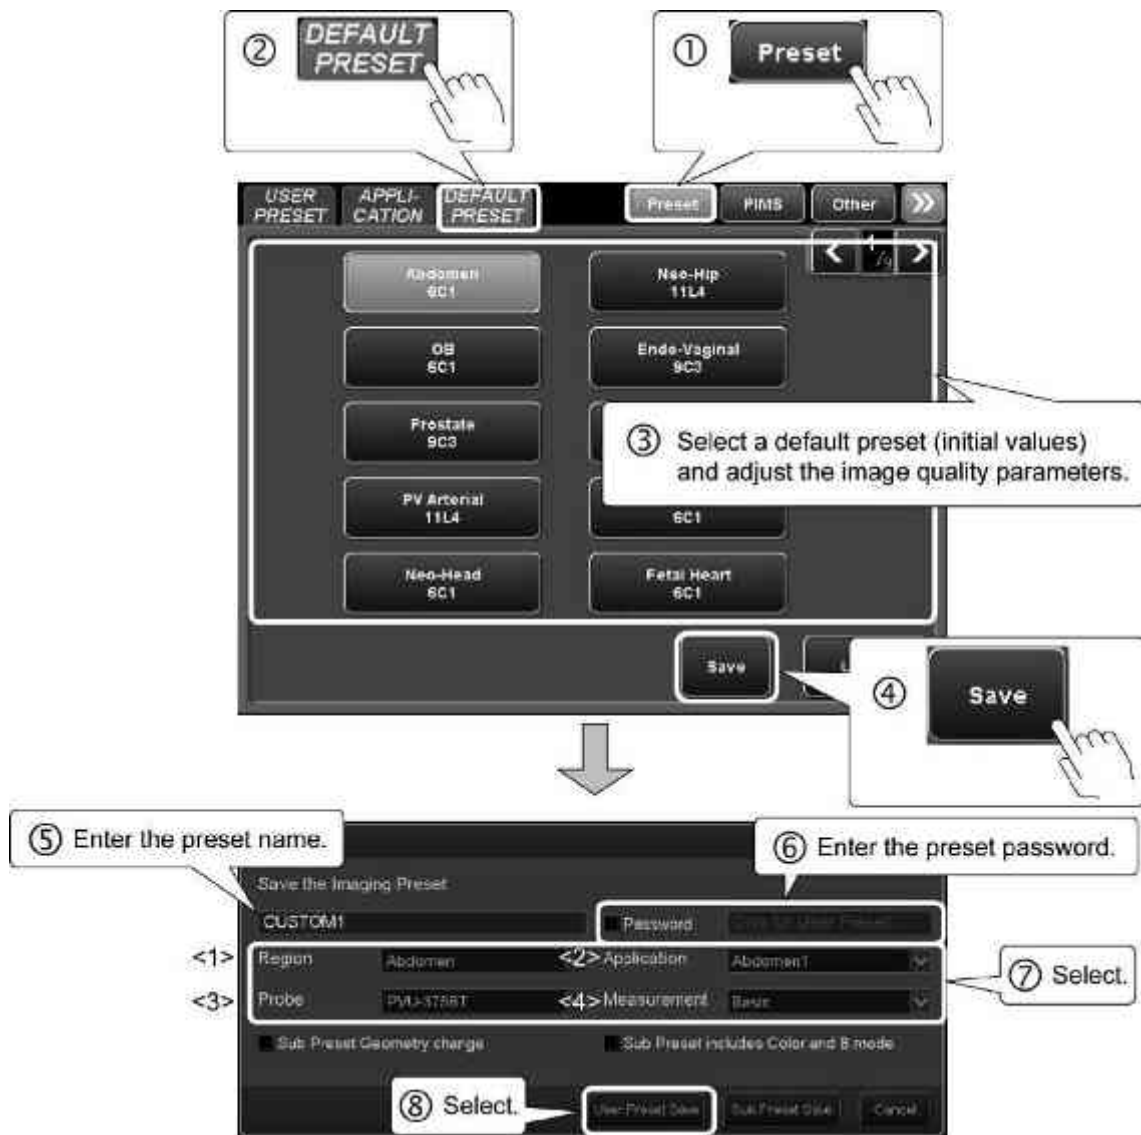 ② DEFAULT PRESET
① Preset
USER PRESET
APPLI-CATION
DEFAULT PRESET
Preset
PIMS
Other
Abdomen
6C1
Neo-Hip
11L4
OB
6C1
Endo-Vaginal
9C3
Prostate
9C3
③ Select a default preset (initial values)
and adjust the image quality parameters.
PV Arterial
11L4
6C1
Neo-Head
6C1
Fetal Heart
6C1
Save
④ Save
⑤ Enter the preset name.
⑥ Enter the preset password.
Save the Imaging Preset
CUSTOM1
Password
<1> Region Abdomen <2> Application Abdomen1
⑦ Select.
<3> Probe PVU-375BT <4> Measurement Basic
Sub Preset Geometry change Sub Preset includes Color and B mode
⑧ Select.
User Preset Save Sub Preset Save Cancel